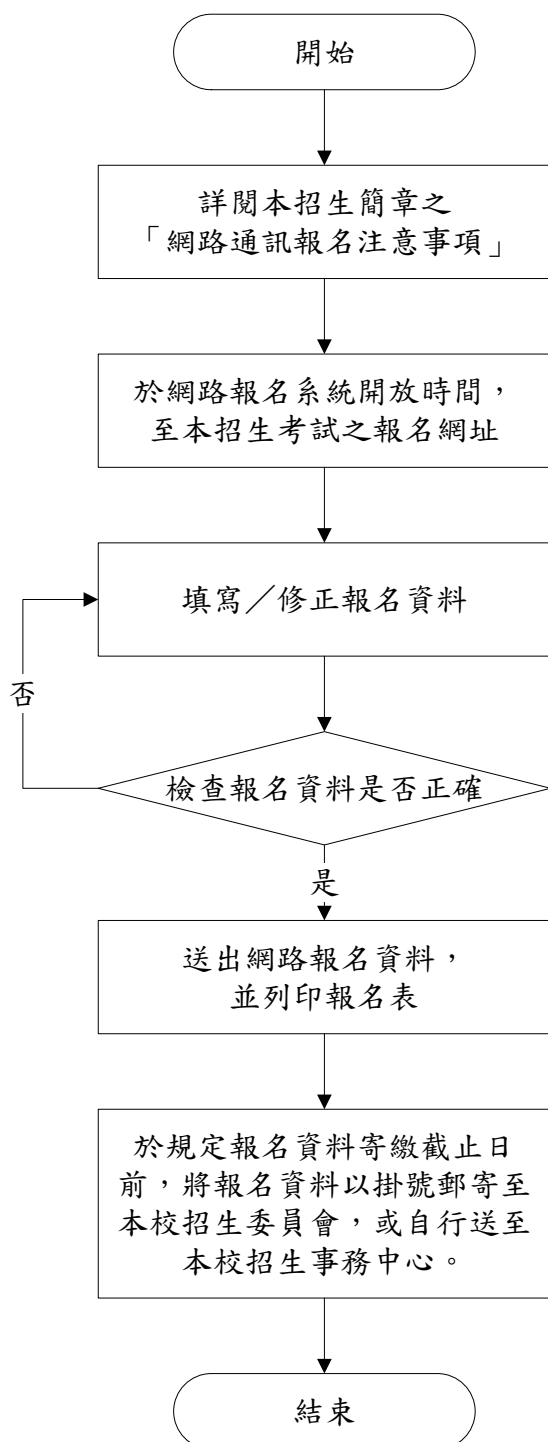 開始
詳閱本招生簡章之
「網路通訊報名注意事項」
於網路報名系統開放時間，
至本招生考試之報名網址
填寫／修正報名資料
否
檢查報名資料是否正確
是
送出網路報名資料，
並列印報名表
於規定報名資料寄繳截止日
前，將報名資料以掛號郵寄至
本校招生委員會，或自行送至
本校招生事務中心。
結束